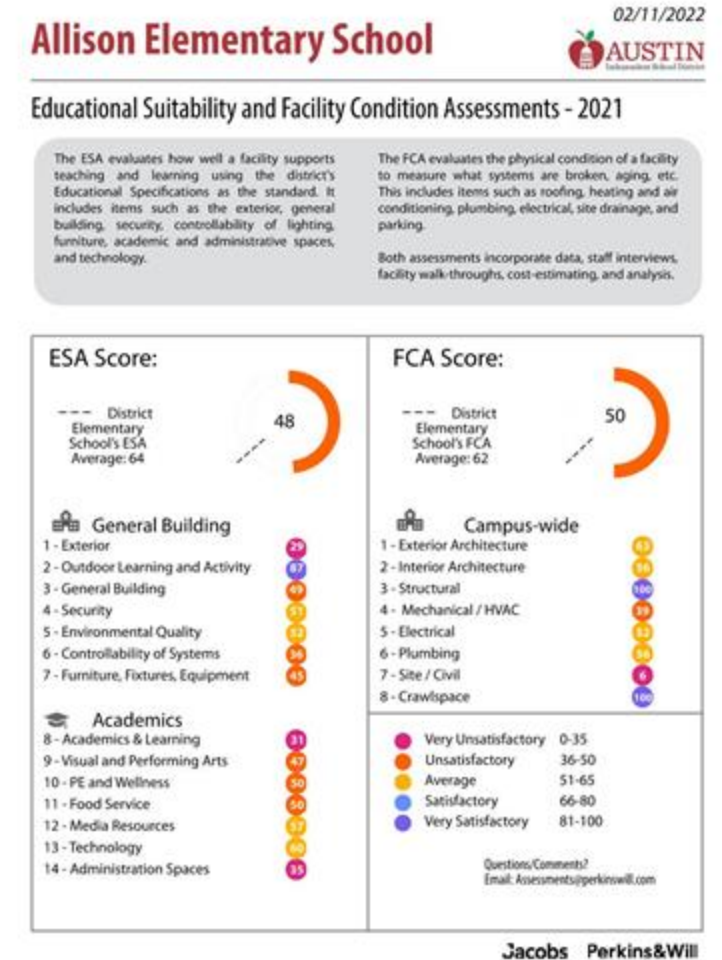 02/11/2022
Allison Elementary School
AUSTIN
Independent School District
Educational Suitability and Facility Condition Assessments - 2021
The ESA evaluates how well a facility supports
teaching and learning using the district's
Educational Specifications as the standard. It
includes items such as the exterior, general
building, security, controllability of lighting,
furniture, academic and administrative spaces,
and technology.
The FCA evaluates the physical condition of a facility
to measure what systems are broken, aging, etc.
This includes items such as roofing, heating and air
conditioning, plumbing, electrical, site drainage, and
parking.
Both assessments incorporate data, staff interviews,
facility walk-throughs, cost-estimating, and analysis.
ESA Score:
--- District
Elementary
School's ESA
Average: 64
48
General Building
1 - Exterior 29
2 - Outdoor Learning and Activity 87
3 - General Building 49
4 - Security 51
5 - Environmental Quality 52
6 - Controllability of Systems 36
7 - Furniture, Fixtures, Equipment 45
Academics
8 - Academics & Learning 31
9 - Visual and Performing Arts 47
10 - PE and Wellness 50
11 - Food Service 50
12 - Media Resources 57
13 - Technology 60
14 - Administration Spaces 35
FCA Score:
--- District
Elementary
School's FCA
Average: 62
50
Campus-wide
1 - Exterior Architecture 63
2 - Interior Architecture 56
3 - Structural 100
4 - Mechanical / HVAC 39
5 - Electrical 52
6 - Plumbing 56
7 - Site / Civil 6
8 - Crawlspace 100
Very Unsatisfactory 0-35
Unsatisfactory 36-50
Average 51-65
Satisfactory 66-80
Very Satisfactory 81-100
Questions/Comments?
Email: Assessments@perkinswill.com
Jacobs Perkins&Will